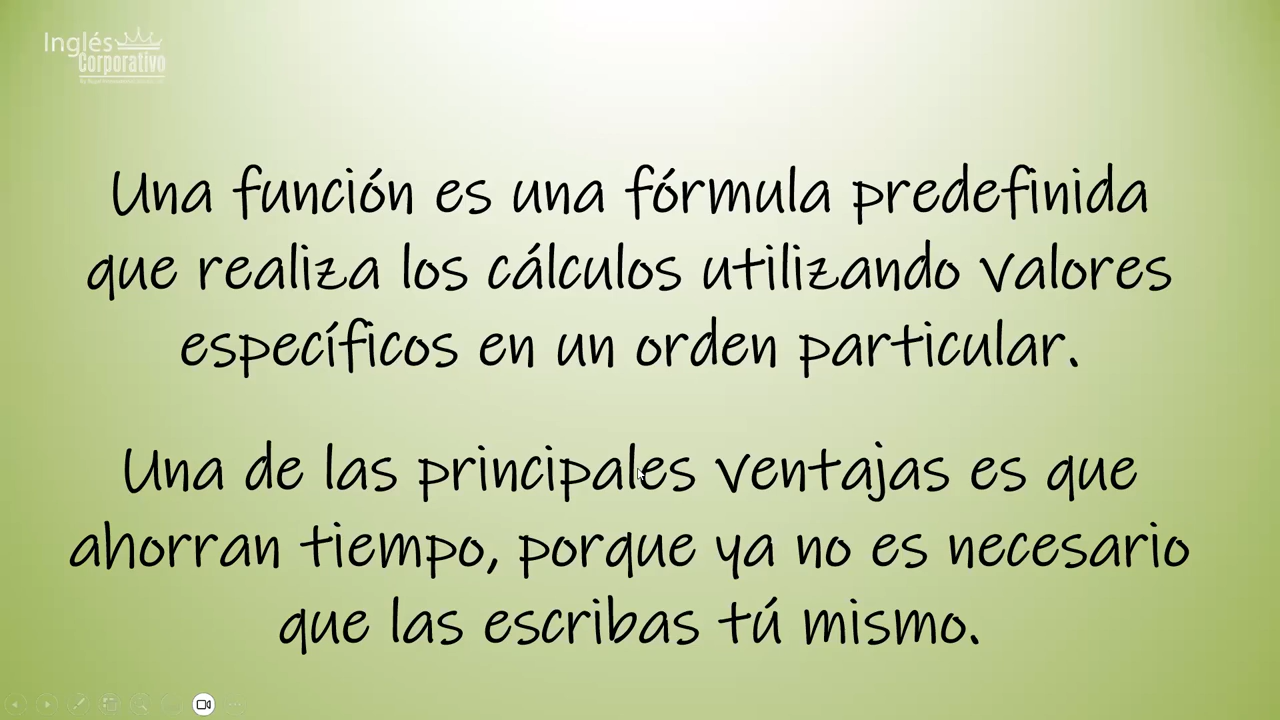 Inglés
Corporativo
Una función es una fórmula predefinida
que realiza los cálculos utilizando valores
específicos en un orden particular.
Una de las principales ventajas es que
ahorran tiempo, porque ya no es necesario
que las escribas tú mismo.